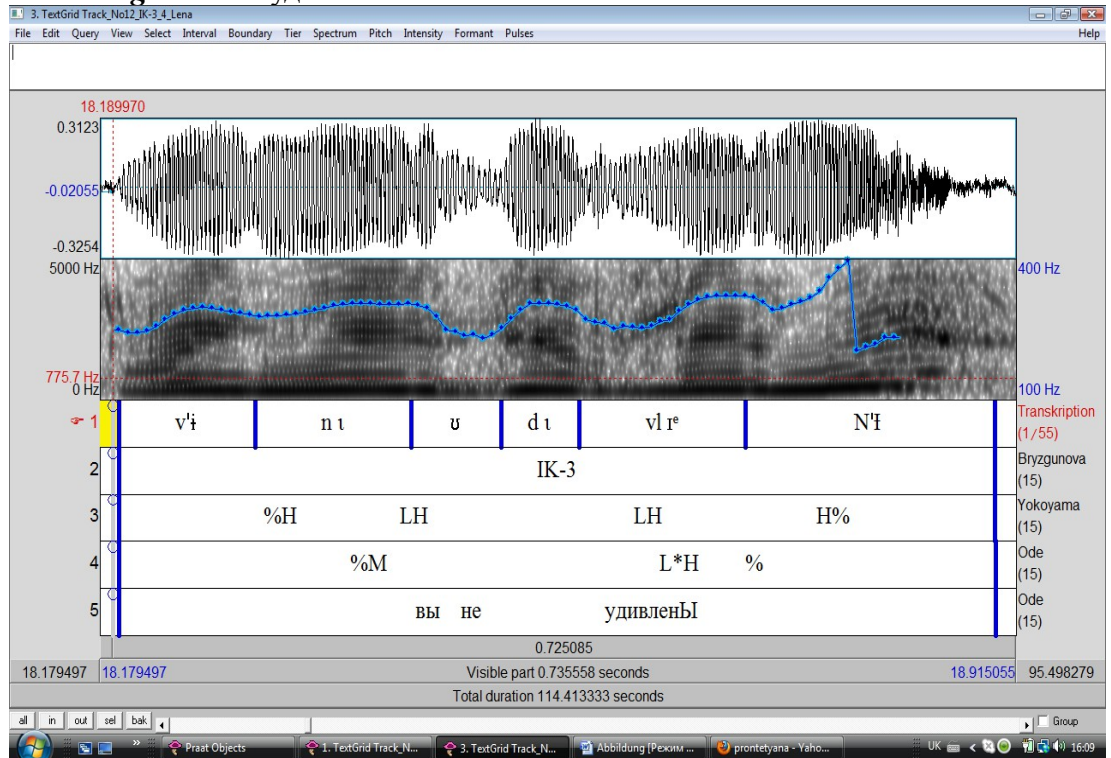 3. TextGrid Track_No12_IK-3_4_Lena
File Edit Query View Select Interval Boundary Tier Spectrum Pitch Intensity Formant Pulses Help
18.189970
0.3123
-0.02055
-0.3254
5000 Hz 400 Hz
775.7 Hz
0 Hz 100 Hz
1 v'ɨ n ɩ ʊ d ɩ vl rᵉ N'Ɨ Transkription (1/55)
2 IK-3 Bryzgunova (15)
3 %H LH LH H% Yokoyama (15)
4 %M L*H % Ode (15)
5 вы не удивленЫ Ode (15)
0.725085
18.179497 18.179497 Visible part 0.735558 seconds 18.915055 95.498279
Total duration 114.413333 seconds
all in out sel bak Group
Praat Objects 1. TextGrid Track_N... 3. TextGrid Track_N... Abbildung [Режим ... prontetyana - Yaho... UK 16:09